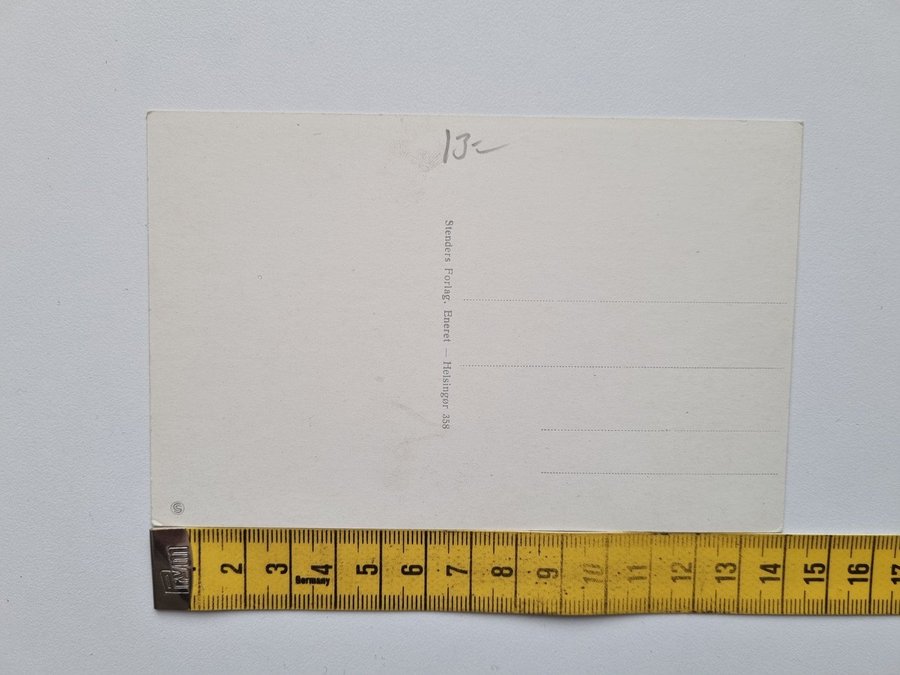 13-
Stenders Forlag, Eneret — Helsingør 358
2 3 4 5 6 7 8 9 10 11 12 13 14 15 16 17
Germany